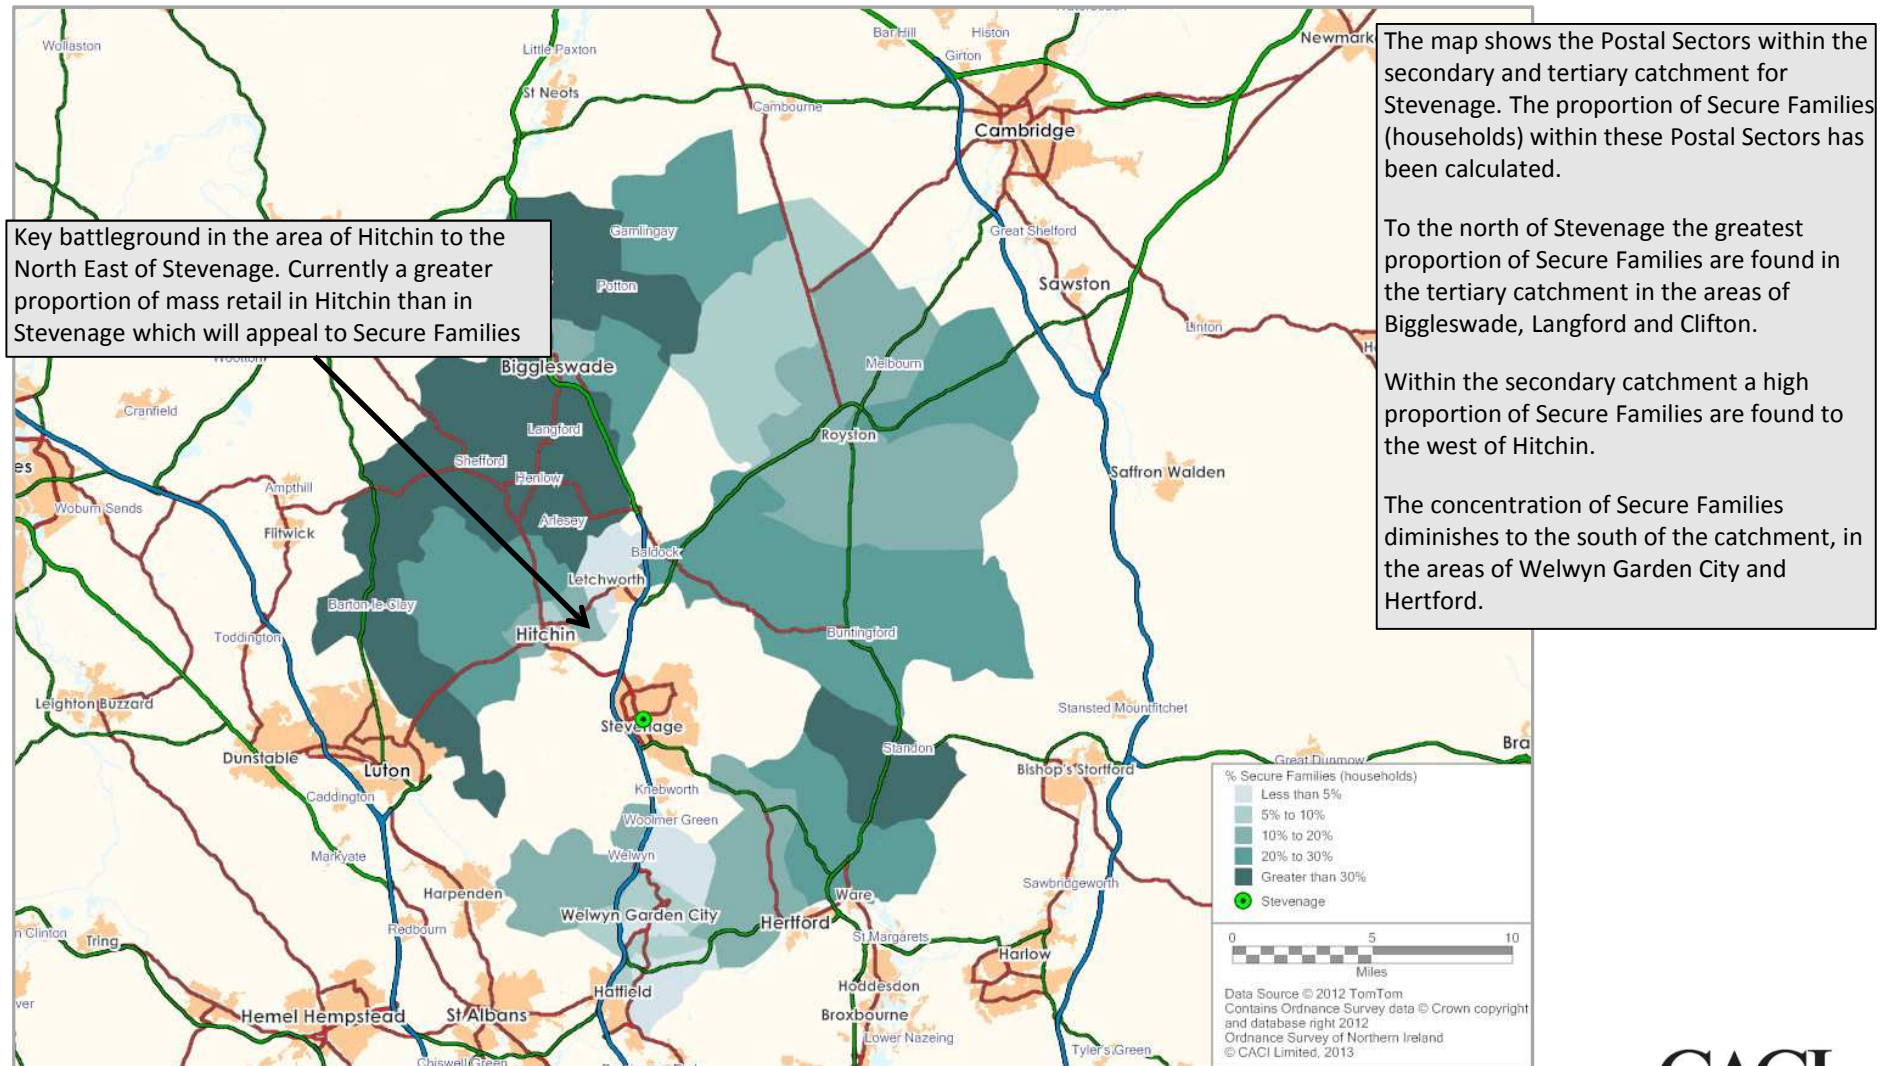 Wollaston
Little Paxton
St Neots
Bar Hill
Histon
Girton
Newmark
Cambourne
Cambridge
Great Shelford
Sawston
Linton
Gamlingay
Potton
Key battleground in the area of Hitchin to the
North East of Stevenage. Currently a greater
proportion of mass retail in Hitchin than in
Stevenage which will appeal to Secure Families
The map shows the Postal Sectors within the
secondary and tertiary catchment for
Stevenage. The proportion of Secure Families
(households) within these Postal Sectors has
been calculated.
To the north of Stevenage the greatest
proportion of Secure Families are found in
the tertiary catchment in the areas of
Biggleswade, Langford and Clifton.
Within the secondary catchment a high
proportion of Secure Families are found to
the west of Hitchin.
The concentration of Secure Families
diminishes to the south of the catchment, in
the areas of Welwyn Garden City and
Hertford.
Biggleswade
Melbourn
Cranfield
Langford
Royston
es
Shefford
Henlow
Saffron Walden
Ampthill
Woburn Sands
Flitwick
Arlesey
Baldock
Letchworth
Barton-le-Clay
Toddington
Hitchin
Buntingford
Leighton Buzzard
Stevenage
Stansted Mountfitchet
Standon
Bra
Dunstable
Luton
Bishop's Stortford
Great Dunmow
Caddington
Knebworth
Woolmer Green
Markyate
Welwyn
Harpenden
Sawbridgeworth
Ware
Welwyn Garden City
Hertford
n Clinton
Tring
Redbourn
St Margarets
Harlow
Hatfield
Hoddesdon
ver
Hemel Hempstead
St Albans
Broxbourne
Lower Nazeing
Tyler's Green
Chiswell Green
% Secure Families (households)
Less than 5%
5% to 10%
10% to 20%
20% to 30%
Greater than 30%
Stevenage
0 5 10
Miles
Data Source © 2012 TomTom
Contains Ordnance Survey data © Crown copyright
and database right 2012
Ordnance Survey of Northern Ireland
© CACI Limited, 2013
CACI